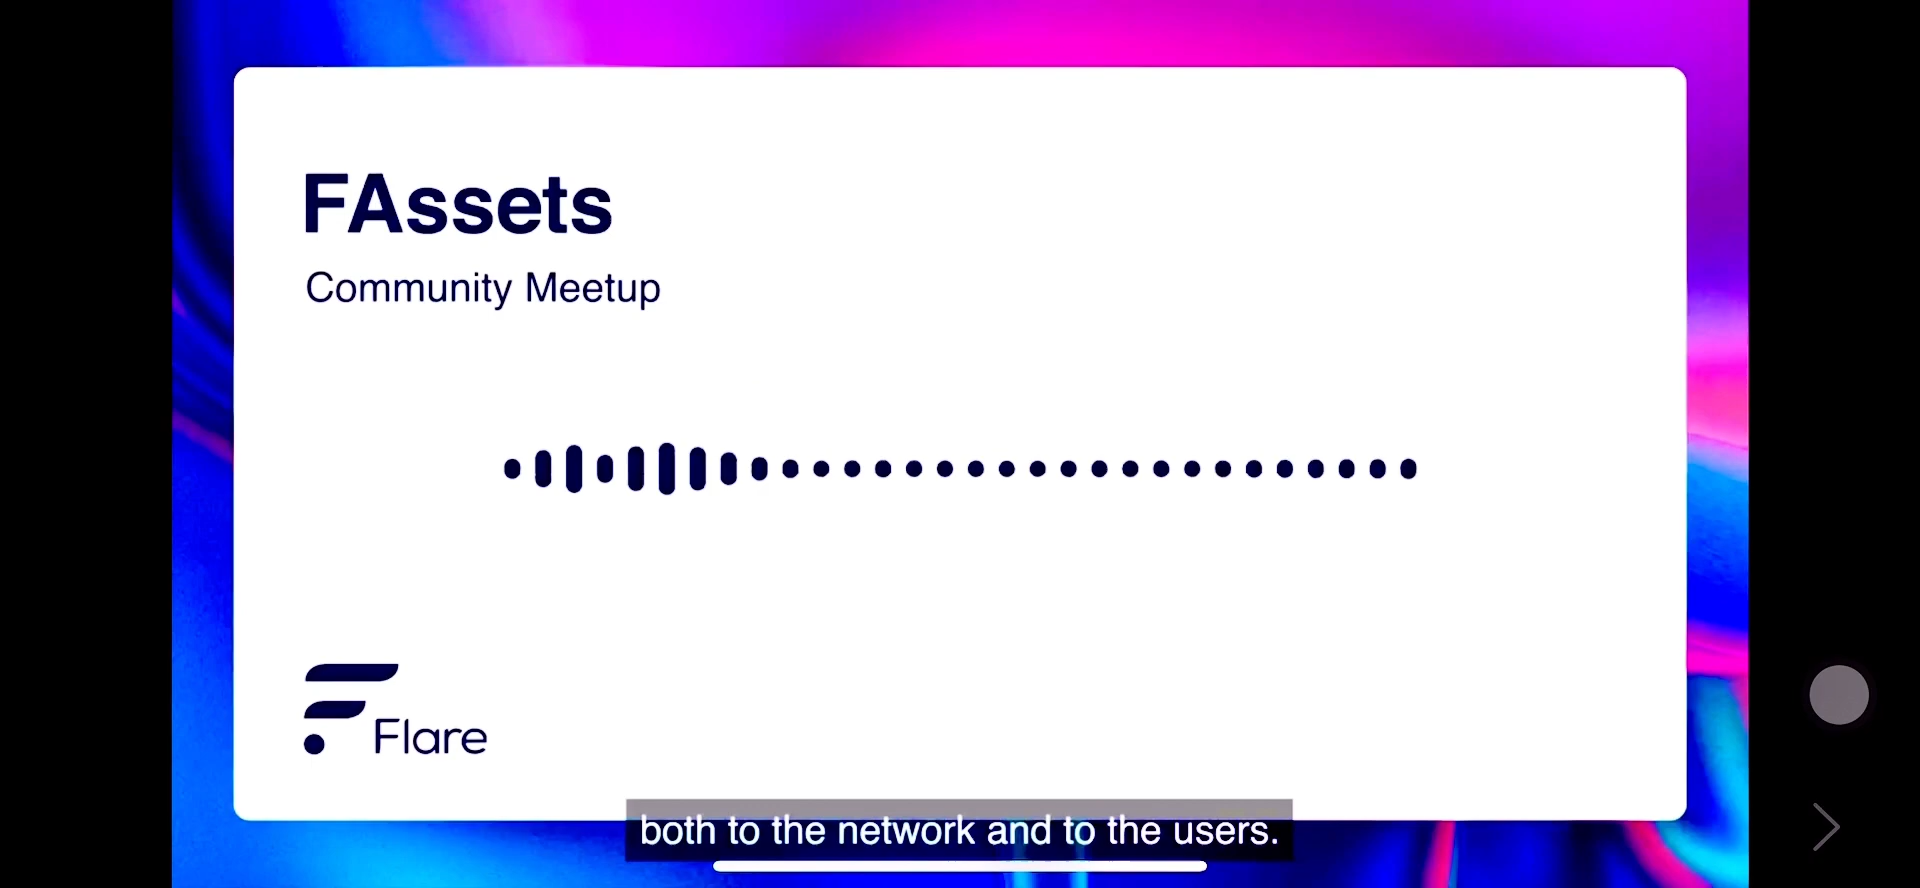 FAssets
Community Meetup
Flare
both to the network and to the users.